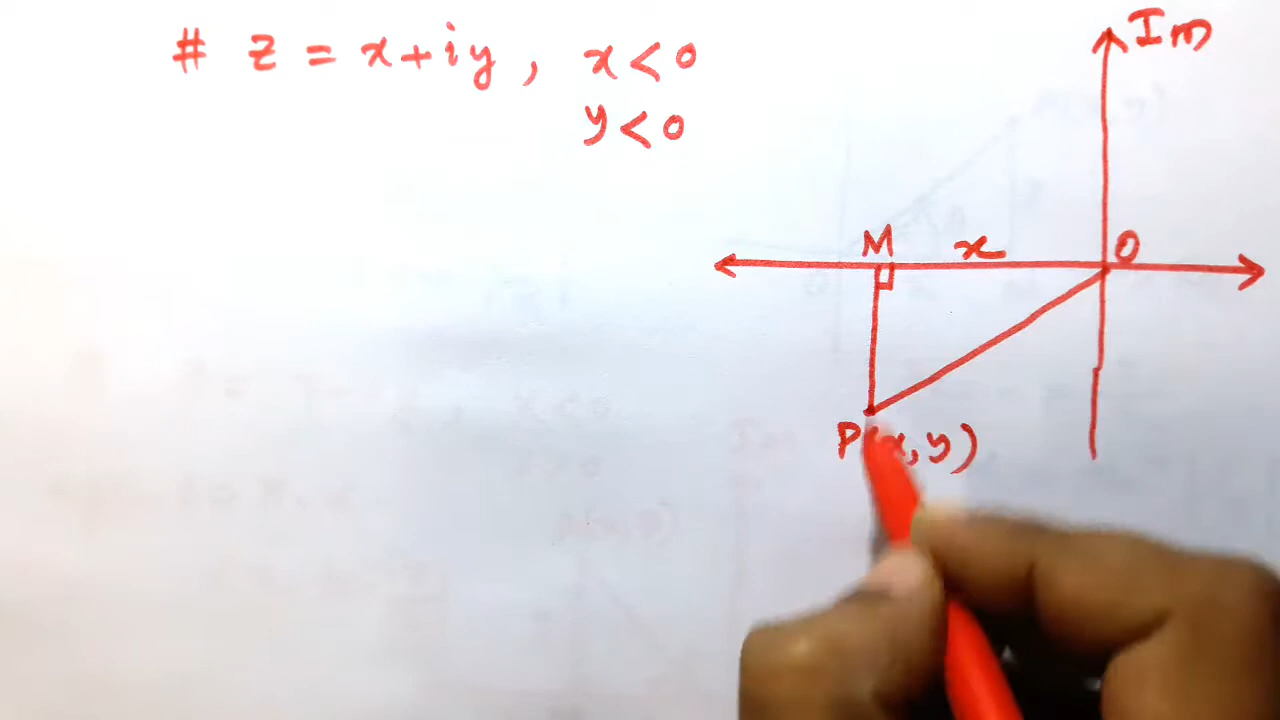 # z = x+iy, x<0
y<0
Im
M x O
P(x,y)